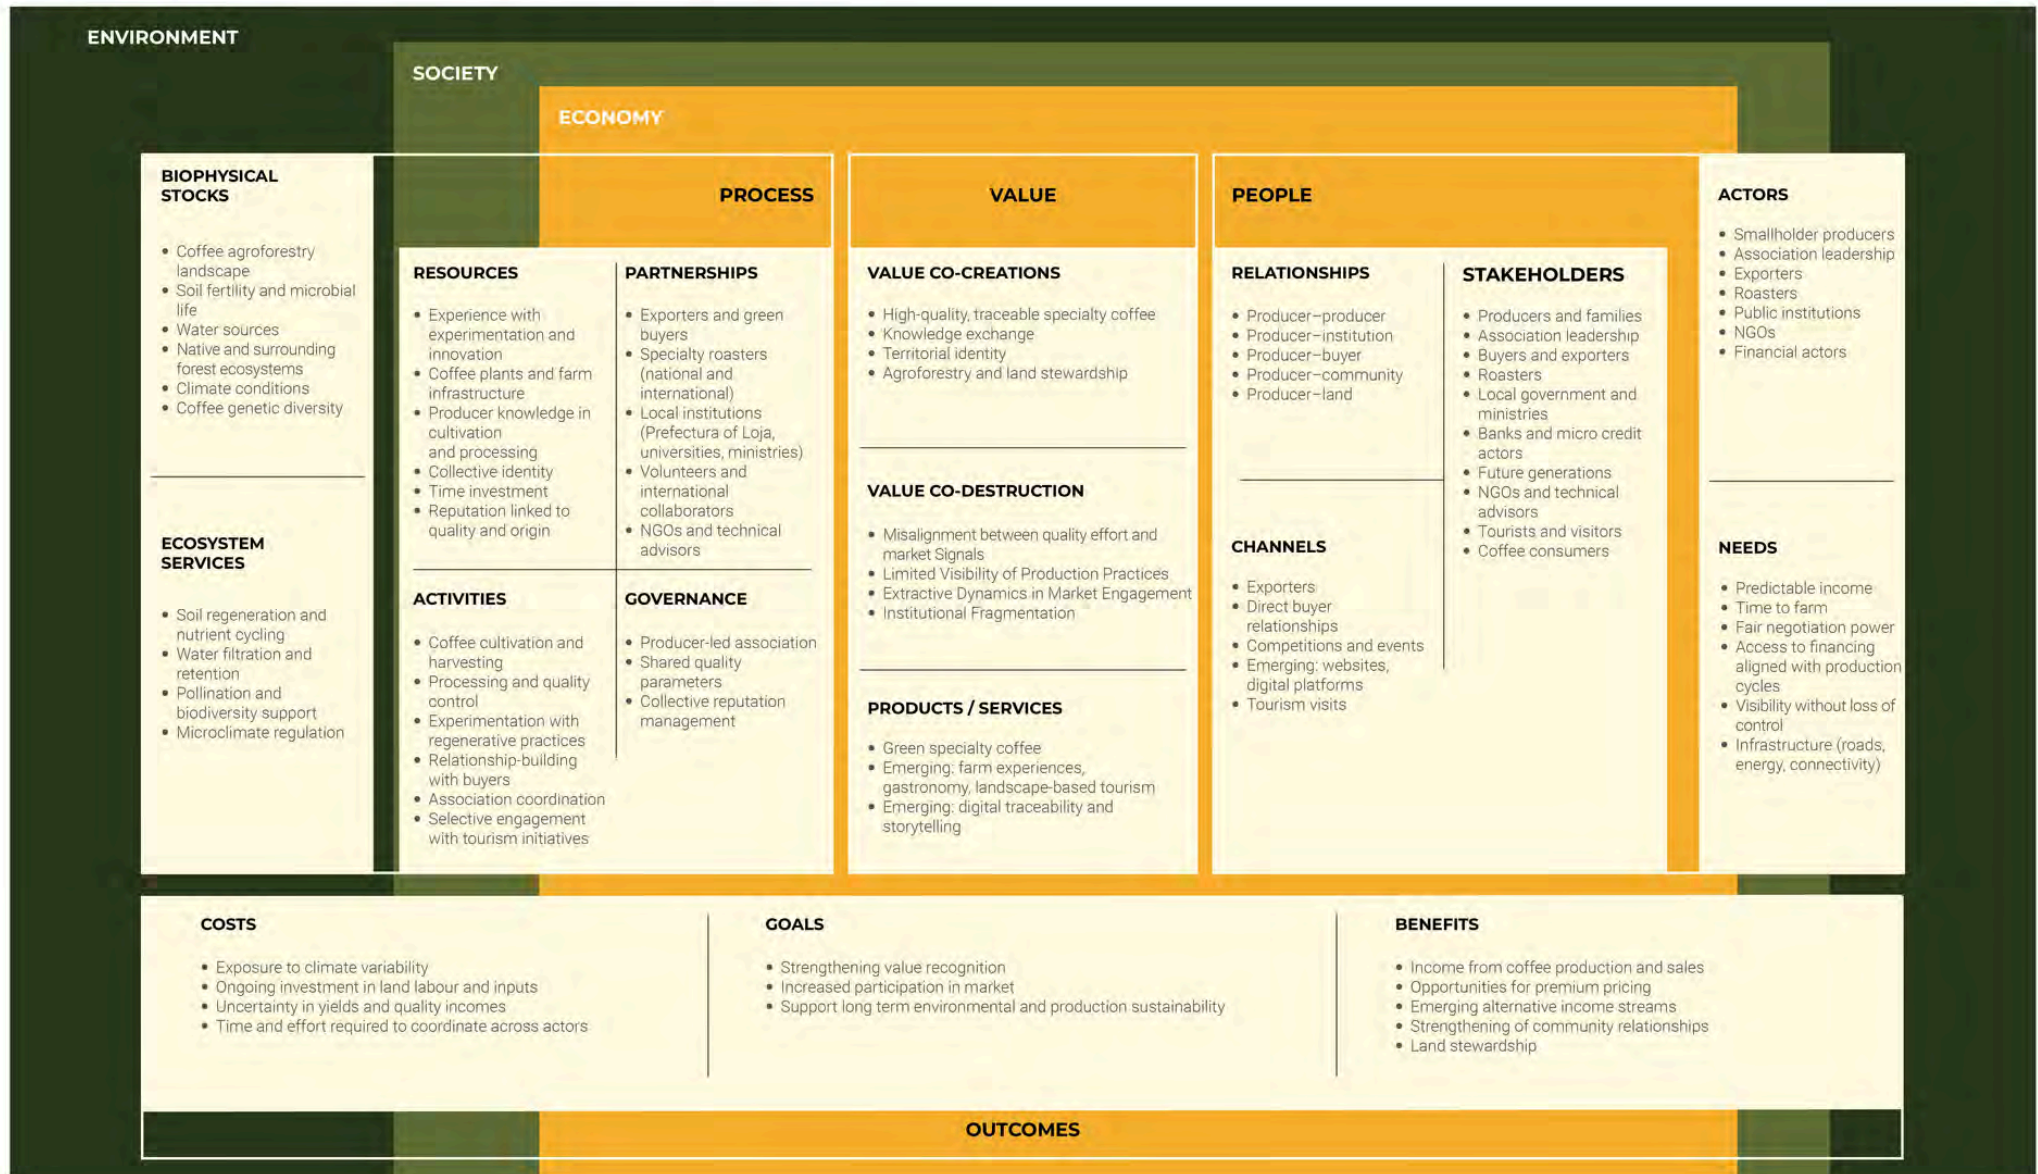 ENVIRONMENT
SOCIETY
ECONOMY
BIOPHYSICAL
STOCKS
• Coffee agroforestry
landscape
• Soil fertility and microbial
life
• Water sources
• Native and surrounding
forest ecosystems
• Climate conditions
• Coffee genetic diversity
ECOSYSTEM
SERVICES
• Soil regeneration and
nutrient cycling
• Water filtration and
retention
• Pollination and
biodiversity support
• Microclimate regulation
PROCESS
RESOURCES
• Experience with
experimentation and
innovation
• Coffee plants and farm
infrastructure
• Producer knowledge in
cultivation
and processing
• Collective identity
• Time investment
• Reputation linked to
quality and origin
PARTNERSHIPS
• Exporters and green
buyers
• Specialty roasters
(national and
international)
• Local institutions
(Prefectura of Loja,
universities, ministries)
• Volunteers and
international
collaborators
• NGOs and technical
advisors
ACTIVITIES
• Coffee cultivation and
harvesting
• Processing and quality
control
• Experimentation with
regenerative practices
• Relationship-building
with buyers
• Association coordination
• Selective engagement
with tourism initiatives
GOVERNANCE
• Producer-led association
• Shared quality
parameters
• Collective reputation
management
VALUE
VALUE CO-CREATIONS
• High-quality, traceable specialty coffee
• Knowledge exchange
• Territorial identity
• Agroforestry and land stewardship
VALUE CO-DESTRUCTION
• Misalignment between quality effort and
market Signals
• Limited Visibility of Production Practices
• Extractive Dynamics in Market Engagement
• Institutional Fragmentation
PRODUCTS / SERVICES
• Green specialty coffee
• Emerging: farm experiences,
gastronomy, landscape-based tourism
• Emerging: digital traceability and
storytelling
PEOPLE
RELATIONSHIPS
• Producer–producer
• Producer–institution
• Producer–buyer
• Producer–community
• Producer–land
CHANNELS
• Exporters
• Direct buyer
relationships
• Competitions and events
• Emerging: websites,
digital platforms
• Tourism visits
STAKEHOLDERS
• Producers and families
• Association leadership
• Buyers and exporters
• Roasters
• Local government and
ministries
• Banks and micro credit
actors
• Future generations
• NGOs and technical
advisors
• Tourists and visitors
• Coffee consumers
ACTORS
• Smallholder producers
• Association leadership
• Exporters
• Roasters
• Public institutions
• NGOs
• Financial actors
NEEDS
• Predictable income
• Time to farm
• Fair negotiation power
• Access to financing
aligned with production
cycles
• Visibility without loss of
control
• Infrastructure (roads,
energy, connectivity)
COSTS
• Exposure to climate variability
• Ongoing investment in land labour and inputs
• Uncertainty in yields and quality incomes
• Time and effort required to coordinate across actors
GOALS
• Strengthening value recognition
• Increased participation in market
• Support long term environmental and production sustainability
BENEFITS
• Income from coffee production and sales
• Opportunities for premium pricing
• Emerging alternative income streams
• Strengthening of community relationships
• Land stewardship
OUTCOMES